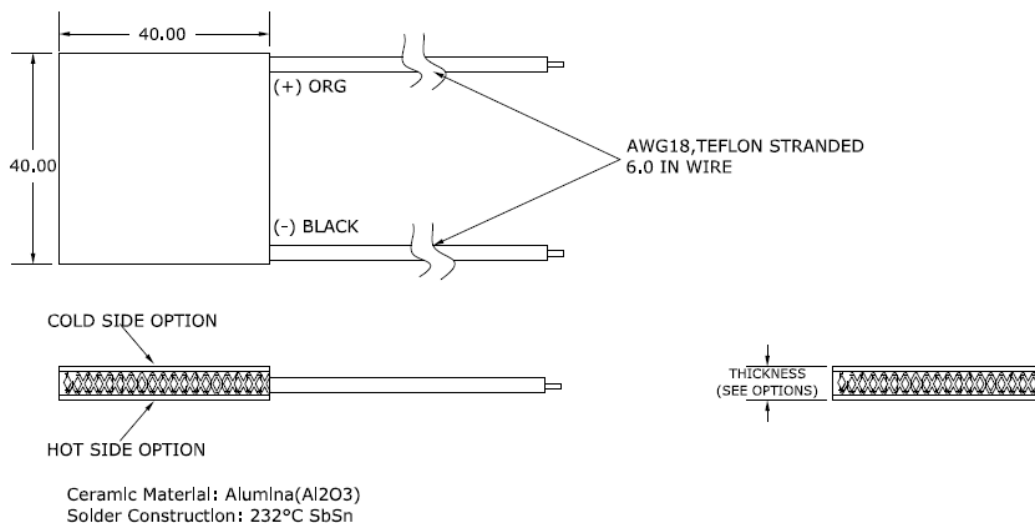 40.00
40.00
(+) ORG
AWG18,TEFLON STRANDED
6.0 IN WIRE
(-) BLACK
COLD SIDE OPTION
THICKNESS
(SEE OPTIONS)
HOT SIDE OPTION
Ceramic Material: Alumina(Al2O3)
Solder Construction: 232°C SbSn